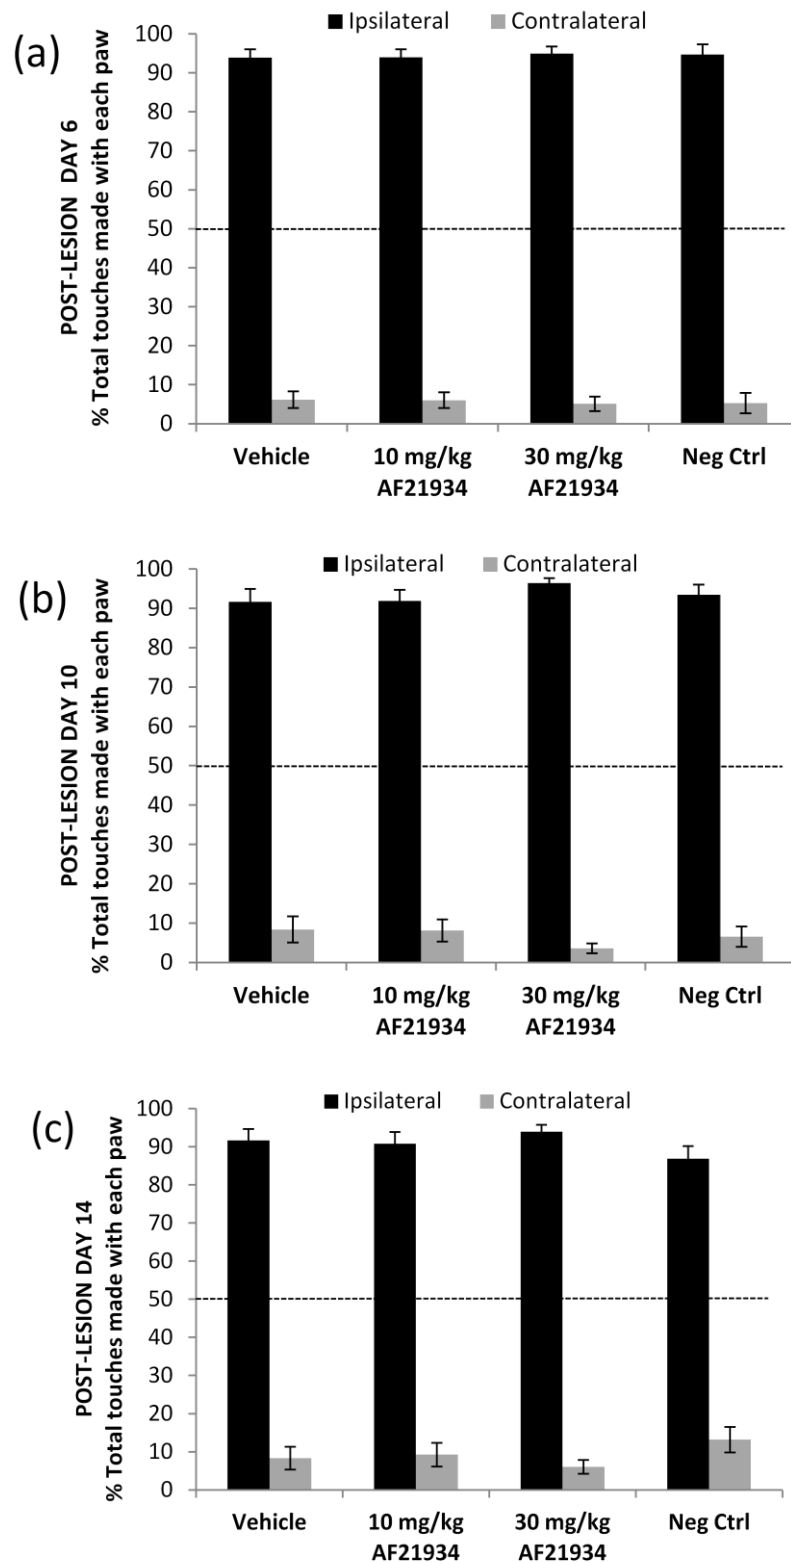 (a)
Ipsilateral Contralateral
POST-LESION DAY 6
% Total touches made with each paw
100
90
80
70
60
50
40
30
20
10
0
Vehicle 10 mg/kg 30 mg/kg Neg Ctrl
AF21934 AF21934
(b)
Ipsilateral Contralateral
POST-LESION DAY 10
% Total touches made with each paw
100
90
80
70
60
50
40
30
20
10
0
Vehicle 10 mg/kg 30 mg/kg Neg Ctrl
AF21934 AF21934
(c)
Ipsilateral Contralateral
POST-LESION DAY 14
% Total touches made with each paw
100
90
80
70
60
50
40
30
20
10
0
Vehicle 10 mg/kg 30 mg/kg Neg Ctrl
AF21934 AF21934